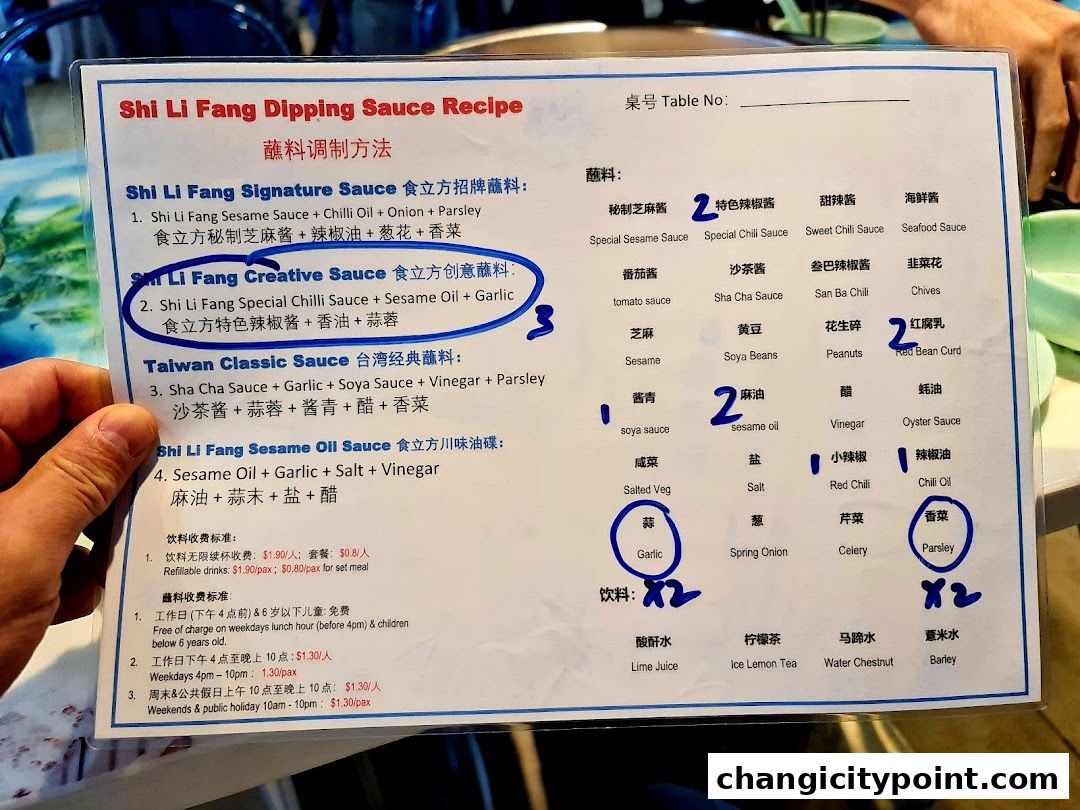 Shi Li Fang Dipping Sauce Recipe
蘸料调制方法
Shi Li Fang Signature Sauce 食立方招牌蘸料：
1. Shi Li Fang Sesame Sauce + Chilli Oil + Onion + Parsley
食立方秘制芝麻酱 + 辣椒油 + 葱花 + 香菜
Shi Li Fang Creative Sauce 食立方创意蘸料：
2. Shi Li Fang Special Chilli Sauce + Sesame Oil + Garlic
食立方特色辣椒酱 + 香油 + 蒜蓉
3
Taiwan Classic Sauce 台湾经典蘸料：
3. Sha Cha Sauce + Garlic + Soya Sauce + Vinegar + Parsley
沙茶酱 + 蒜蓉 + 酱青 + 醋 + 香菜
Shi Li Fang Sesame Oil Sauce 食立方川味油碟：
4. Sesame Oil + Garlic + Salt + Vinegar
麻油 + 蒜末 + 盐 + 醋
饮料收费标准：
1. 饮料无限续杯收费：$1.90/人；套餐：$0.8/人
Refillable drinks: $1.90/pax ; $0.80/pax for set meal
蘸料收费标准：
1. 工作日 (下午 4 点前) & 6 岁以下儿童: 免费
Free of charge on weekdays lunch hour (before 4pm) & children
below 6 years old.
2. 工作日下午 4 点至晚上 10 点 : $1.30/人
Weekdays 4pm – 10pm : 1.30/pax
3. 周末&公共假日上午 10 点至晚上 10 点： $1.30/人
Weekends & public holiday 10am - 10pm : $1.30/pax
桌号 Table No:
蘸料：
秘制芝麻酱 2 特色辣椒酱 甜辣酱 海鲜酱
Special Sesame Sauce Special Chili Sauce Sweet Chili Sauce Seafood Sauce
番茄酱 沙茶酱 叁巴辣椒酱 韭菜花
tomato sauce Sha Cha Sauce San Ba Chili Chives
芝麻 黄豆 花生碎 2 红腐乳
Sesame Soya Beans Peanuts Red Bean Curd
1 酱青 2 麻油 醋 蚝油
soya sauce sesame oil Vinegar Oyster Sauce
咸菜 盐 1 小辣椒 1 辣椒油
Salted Veg Salt Red Chili Chili Oil
蒜 葱 芹菜 香菜
Garlic Spring Onion Celery Parsley
饮料： x2 x2
酸酐水 柠檬茶 马蹄水 薏米水
Lime Juice Ice Lemon Tea Water Chestnut Barley
changicitypoint.com